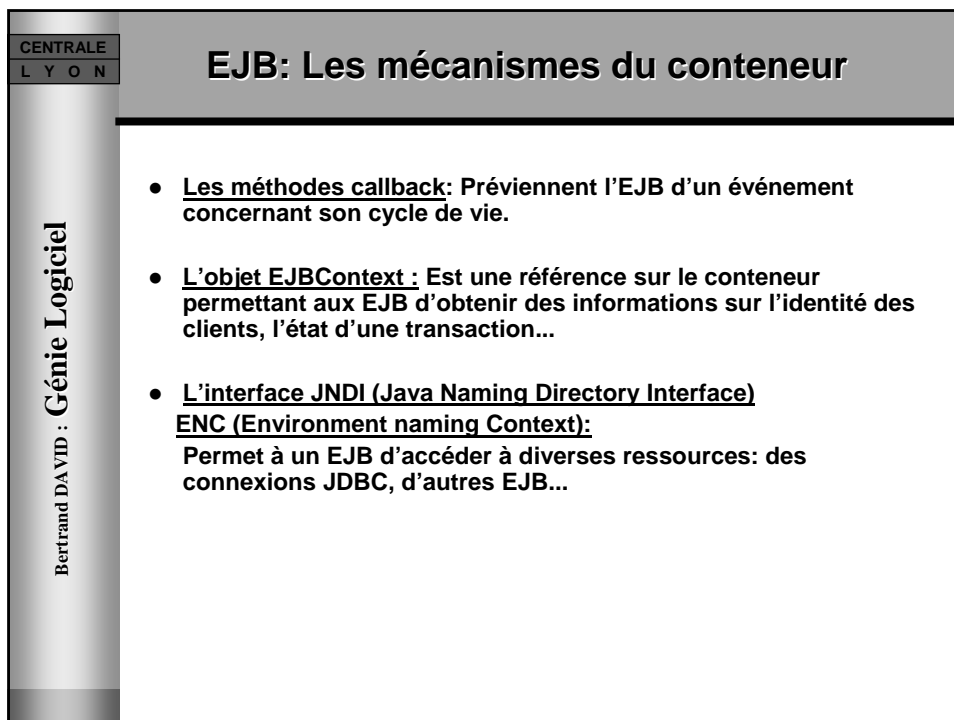 CENTRALE
L Y O N
EJB: Les mécanismes du conteneur
Bertrand DAVID : Génie Logiciel
● Les méthodes callback: Préviennent l’EJB d’un événement
concernant son cycle de vie.
● L’objet EJBContext : Est une référence sur le conteneur
permettant aux EJB d’obtenir des informations sur l’identité des
clients, l’état d’une transaction...
● L’interface JNDI (Java Naming Directory Interface)
ENC (Environment naming Context):
Permet à un EJB d’accéder à diverses ressources: des
connexions JDBC, d’autres EJB...